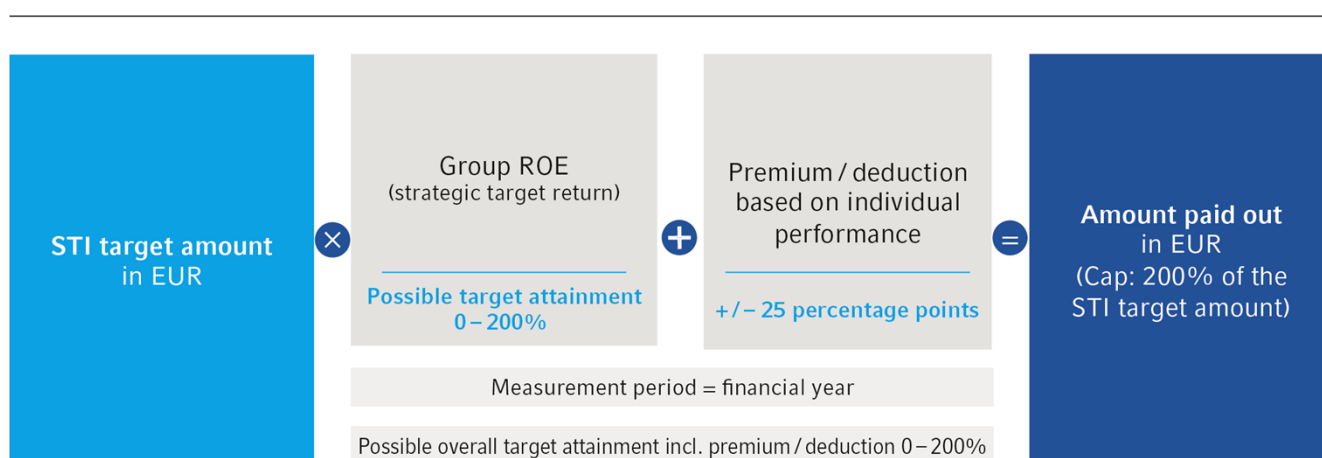 STI target amount
in EUR
×
Group ROE
(strategic target return)
Possible target attainment
0–200%
+
Premium / deduction
based on individual
performance
+/– 25 percentage points
=
Amount paid out
in EUR
(Cap: 200% of the
STI target amount)
Measurement period = financial year
Possible overall target attainment incl. premium / deduction 0–200%